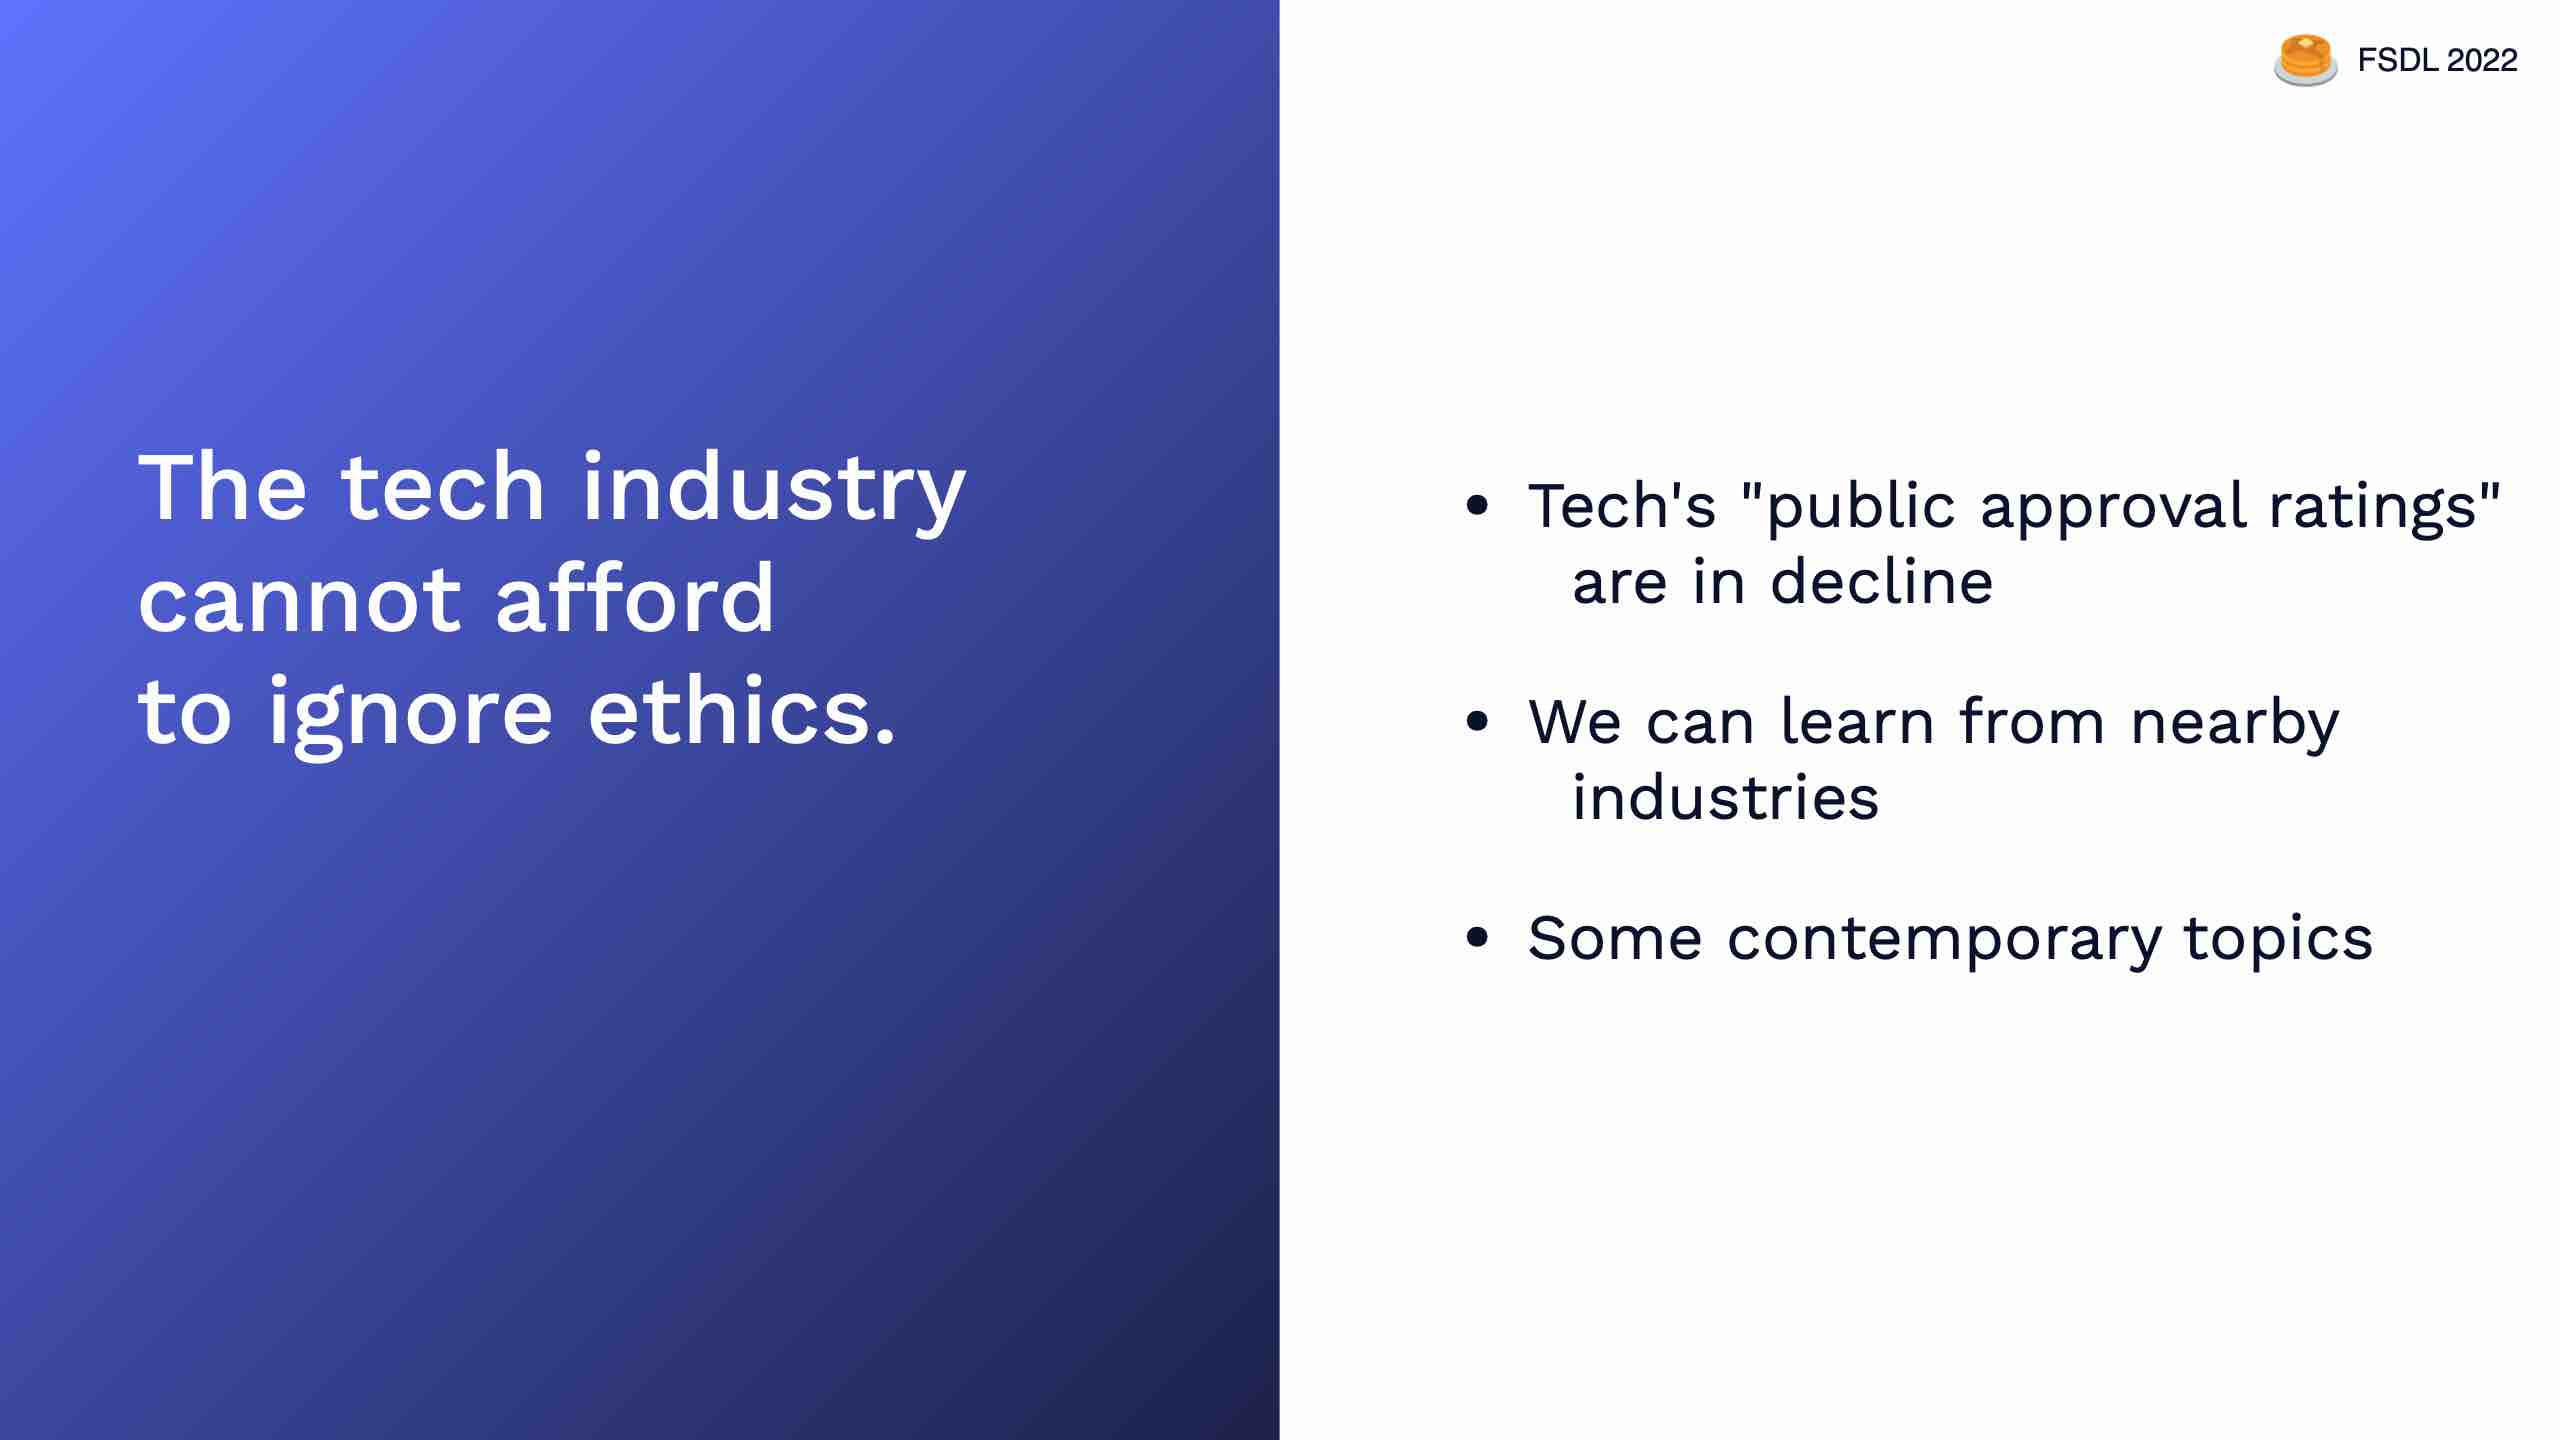 FSDL 2022
The tech industry
cannot afford
to ignore ethics.
• Tech's "public approval ratings"
are in decline
• We can learn from nearby
industries
• Some contemporary topics